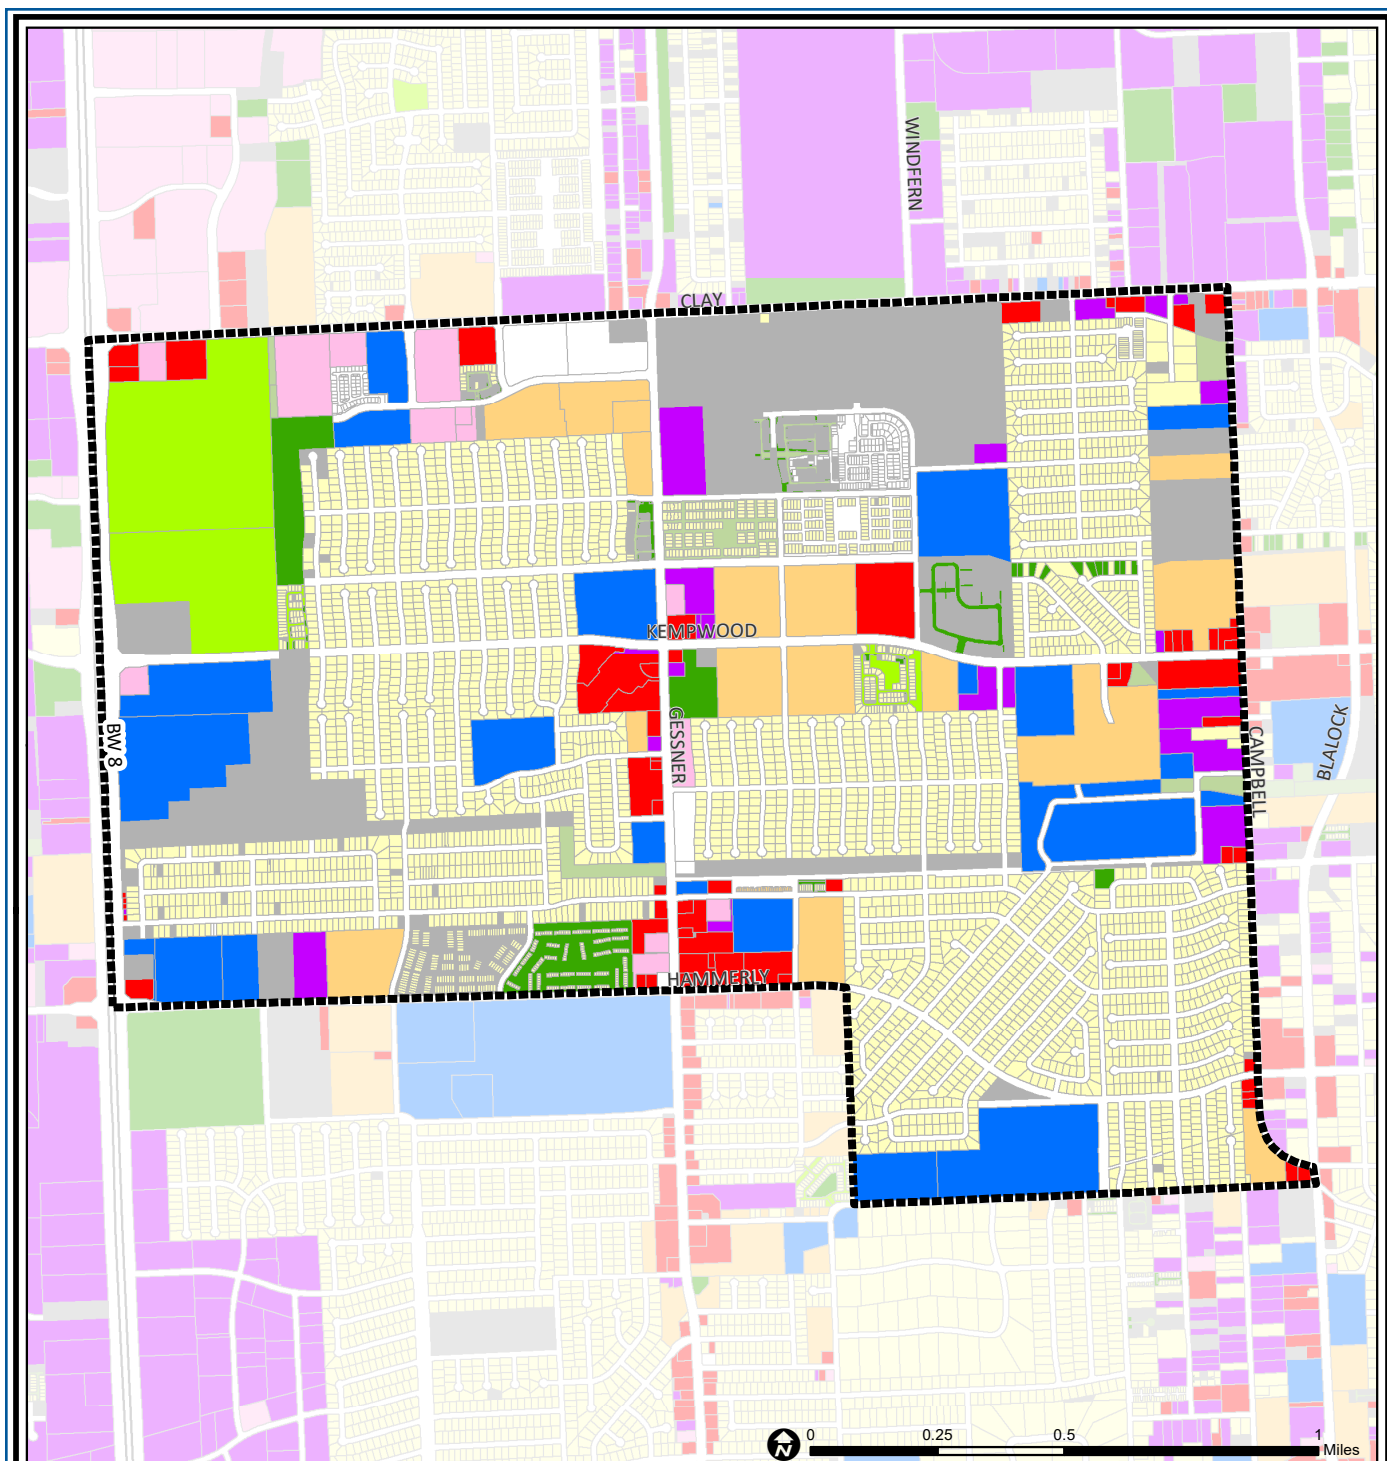 WINDFERN
CLAY
KEMPWOOD
GESSNER
BW 8
CAMPBELL
BLALOCK
HAMMERLY
N
0 0.25 0.5 1
Miles